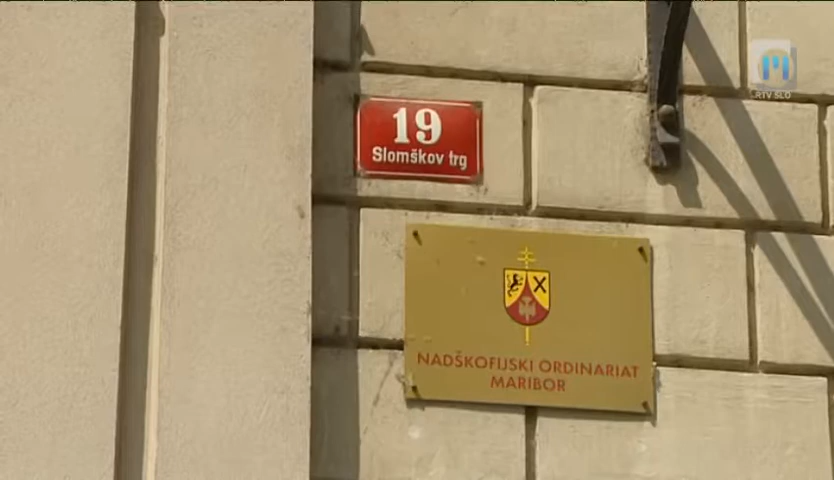 RTV SLO
19
Slomškov trg
NADŠKOFIJSKI ORDINARIAT
MARIBOR